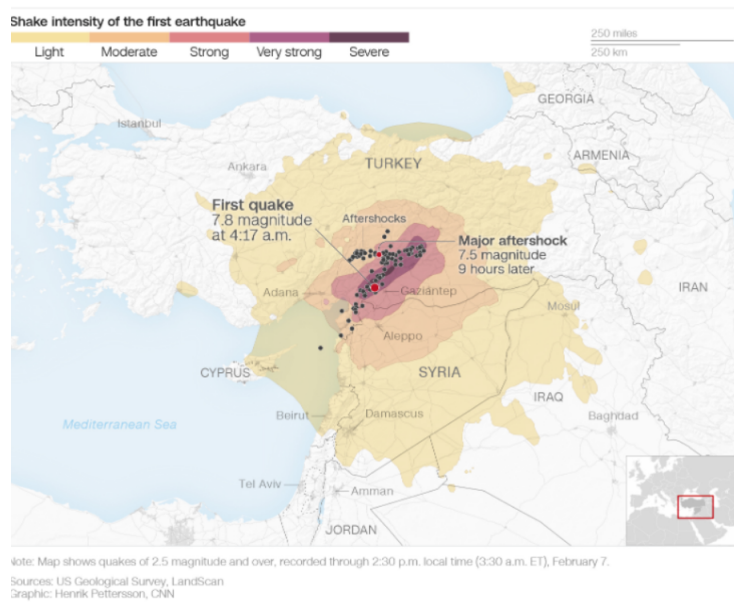 Shake intensity of the first earthquake
Light Moderate Strong Very strong Severe
250 miles
250 km
GEORGIA
Istanbul
ARMENIA
TURKEY
Ankara
First quake
7.8 magnitude
at 4:17 a.m.
Aftershocks
Major aftershock
7.5 magnitude
9 hours later
IRAN
Adana
Gaziantep
Mosul
Aleppo
CYPRUS
SYRIA
IRAQ
Beirut
Damascus
Baghdad
Mediterranean Sea
Tel Aviv
Amman
JORDAN
Note: Map shows quakes of 2.5 magnitude and over, recorded through 2:30 p.m. local time (3:30 a.m. ET), February 7.
Sources: US Geological Survey, LandScan
Graphic: Henrik Pettersson, CNN